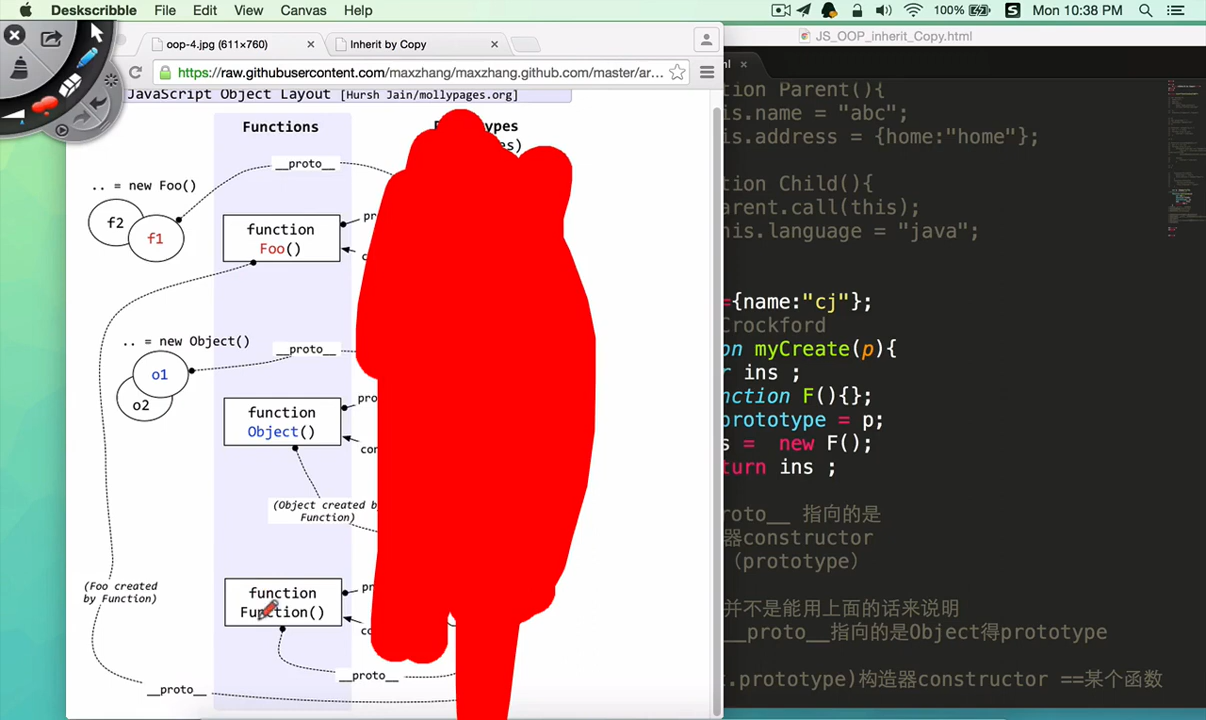 Deskscribble File Edit View Canvas Help
100% S Mon 10:38 PM
oop-4.jpg (611×760)
Inherit by Copy
JS_OOP_inherit_Copy.html
https://raw.githubusercontent.com/maxzhang/maxzhang.github.com/master/ar...
JavaScript Object Layout [Hursh Jain/mollypages.org]
Functions
__proto__
.. = new Foo()
f2
f1
function
Foo()
.. = new Object()
__proto__
o1
o2
function
Object()
(Object created by
Function)
(Foo created
by Function)
function
Function()
__proto__
__proto__
tion Parent(){
his.name = "abc";
his.address = {home:"home"};
tion Child(){
arent.call(this);
his.language = "java";
={name:"cj"};
Crockford
on myCreate(p){
r ins ;
nction F(){};
prototype = p;
s = new F();
turn ins ;
roto__ 指向的是
器constructor
（prototype）
并不是能用上面的话来说明
__proto__指向的是Object得prototype
t.prototype)构造器constructor ==某个函数